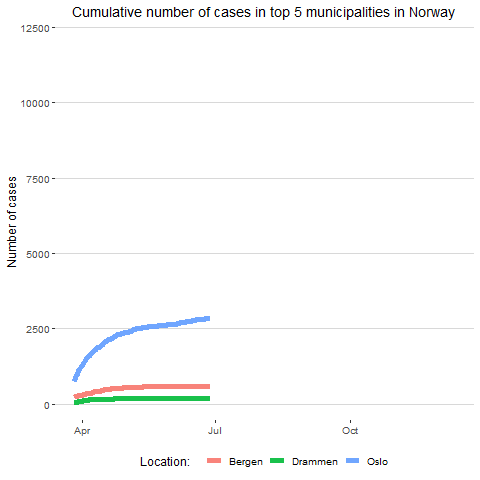 Cumulative number of cases in top 5 municipalities in Norway
Number of cases
12500
10000
7500
5000
2500
0
Apr Jul Oct
Location: Bergen Drammen Oslo